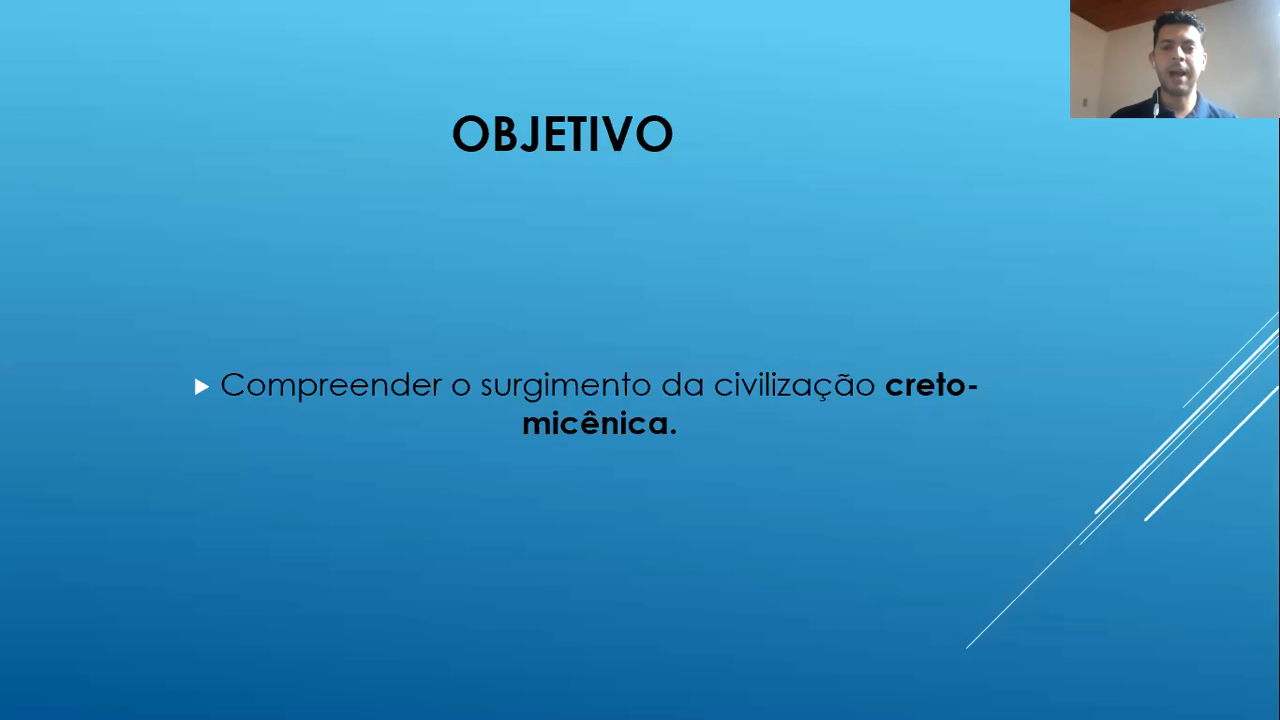 OBJETIVO
Compreender o surgimento da civilização creto-
micênica.